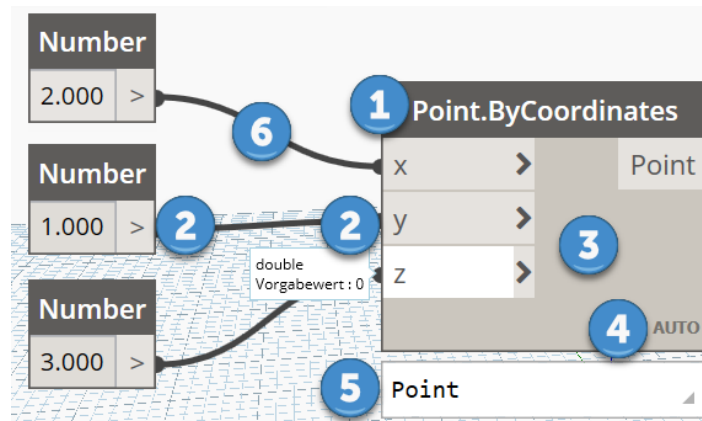 Number
2.000 >
6
1
Point.ByCoordinates
x
Point
Number
1.000 >
2
2
y
3
double
Vorgabewert : 0
z
Number
3.000 >
4
AUTO
5
Point